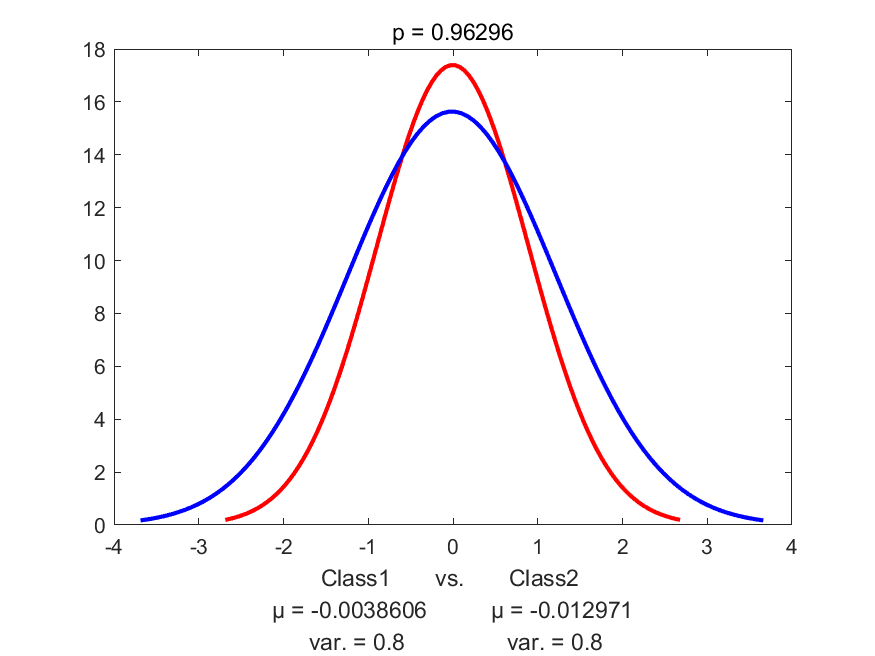 p = 0.96296
18
16
14
12
10
8
6
4
2
0
-4 -3 -2 -1 0 1 2 3 4
Class1 vs. Class2
μ = -0.0038606 μ = -0.012971
var. = 0.8 var. = 0.8